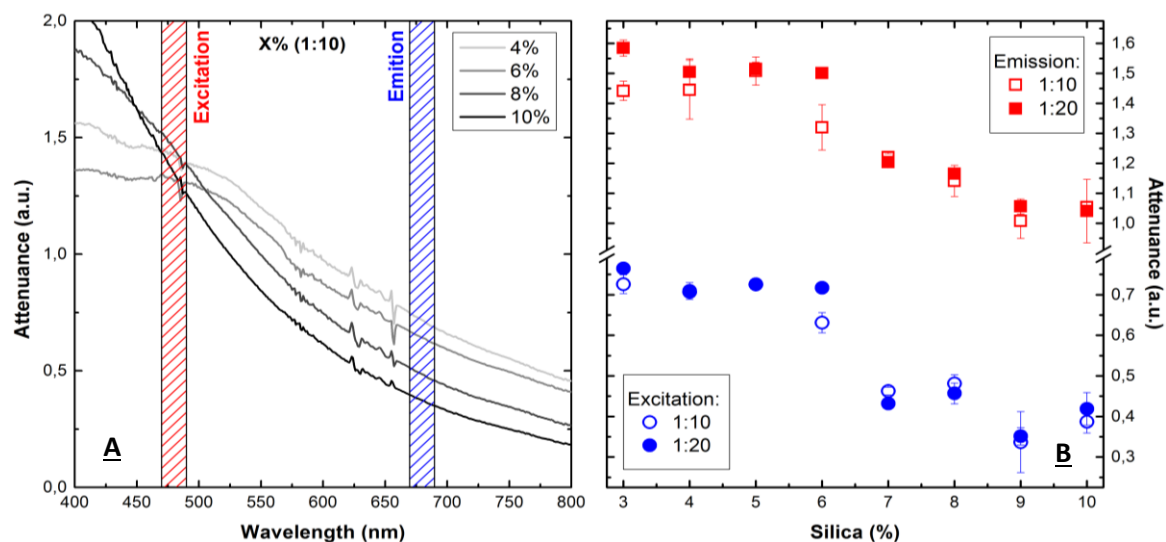 2,0
1,5
1,0
0,5
0,0
Attenuance (a.u.)
400 450 500 550 600 650 700 750 800
Wavelength (nm)
X% (1:10)
Excitation
Emition
4%
6%
8%
10%
A
1,6
1,5
1,4
1,3
1,2
1,1
1,0
0,7
0,5
0,4
0,3
Attenuance (a.u.)
3 4 5 6 7 8 9 10
Silica (%)
Emission:
1:10
1:20
Excitation:
1:10
1:20
B